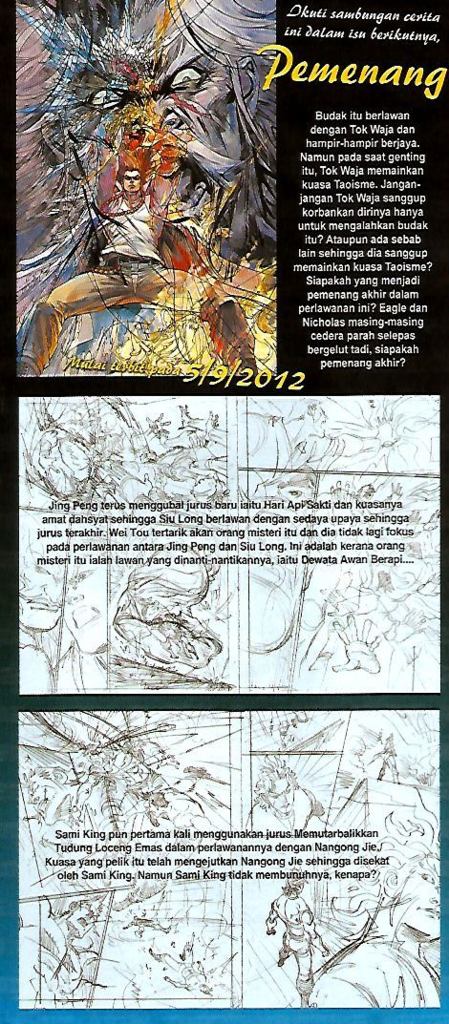 Ikuti sambungan cerita
ini dalam isu berikutnya,
Pemenang
Budak itu berlawan
dengan Tok Waja dan
hampir-hampir berjaya.
Namun pada saat genting
itu, Tok Waja memainkan
kuasa Taoisme. Jangan-
jangan Tok Waja sanggup
korbankan dirinya hanya
untuk mengalahkan budak
itu? Ataupun ada sebab
lain sehingga dia sanggup
memainkan kuasa Taoisme?
Siapakah yang menjadi
pemenang akhir dalam
perlawanan ini? Eagle dan
Nicholas masing-masing
cedera parah selepas
bergelut tadi, siapakah
pemenang akhir?
Mulai pada 5/9/2012
Jing Peng terus menggubal jurus baru iaitu Hari Api Sakti dan kuasanya
amat dahsyat sehingga Siu Long berlawan dengan sedaya upaya sehingga
jurus terakhir. Wei Tou tertarik akan orang misteri itu dan dia tidak lagi fokus
pada perlawanan antara Jing Peng dan Siu Long. Ini adalah kerana orang
misteri itu ialah lawan yang dinanti-nantikannya, iaitu Dewata Awan Berapi....
Sami King pun pertama kali menggunakan jurus Memutarbalikkan
Tudung Loceng Emas dalam perlawanannya dengan Nangong Jie,
Kuasa yang pelik itu telah mengejutkan Nangong Jie sehingga disekat
oleh Sami King. Namun Sami King tidak membunuhnya, kenapa?